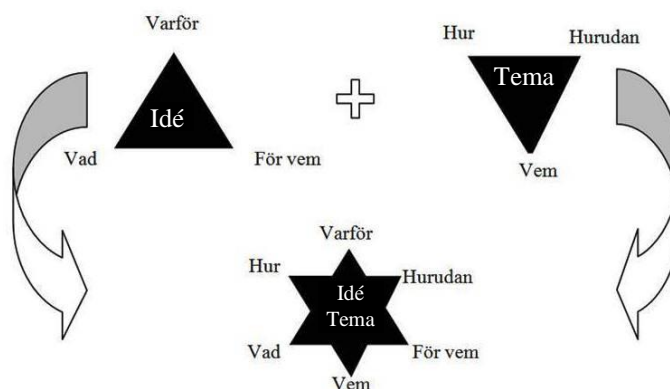 Varför
Hur
Hurudan
Tema
Idé
Vad
För vem
Vem
Varför
Hur
Hurudan
Idé
Tema
Vad
För vem
Vem